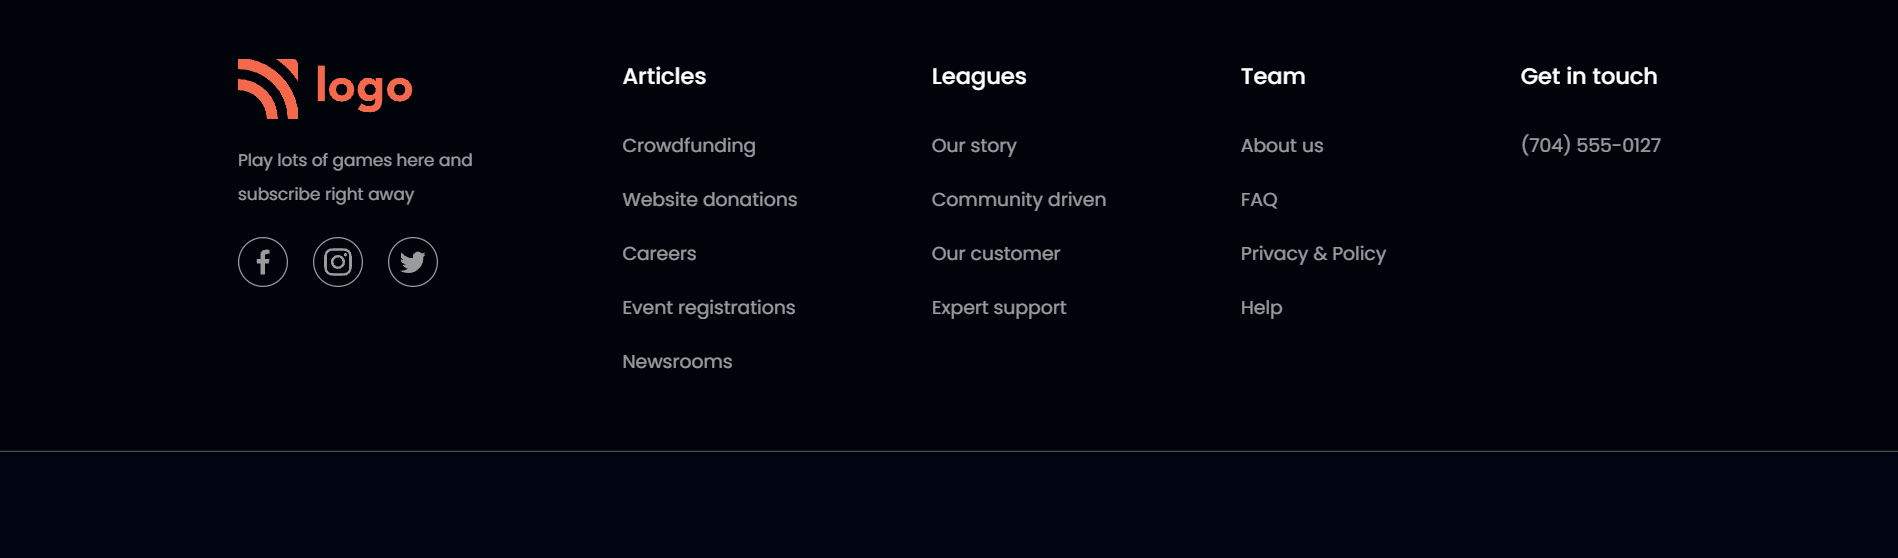 logo
Play lots of games here and
subscribe right away
Articles
Crowdfunding
Website donations
Careers
Event registrations
Newsrooms
Leagues
Our story
Community driven
Our customer
Expert support
Team
About us
FAQ
Privacy & Policy
Help
Get in touch
(704) 555-0127